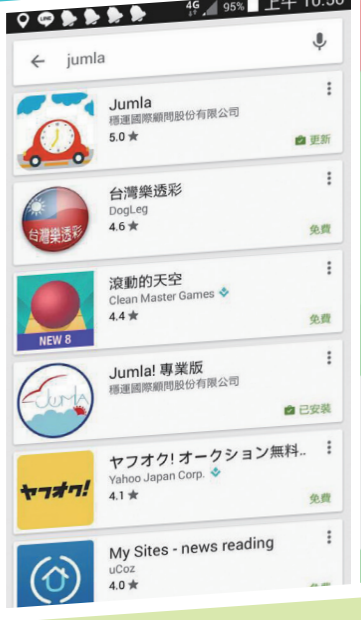 4G 95% 上午 10:50
jumla
Jumla
穩運國際顧問股份有限公司
5.0 ★
更新
台灣樂透彩
台灣樂透彩
DogLeg
4.6 ★
免費
滾動的天空
Clean Master Games
4.4 ★
NEW 8
免費
Jumla! 專業版
JUMLA
穩運國際顧問股份有限公司
已安裝
ヤフオク! オークション無料..
ヤフオク!
Yahoo Japan Corp.
4.1 ★
免費
My Sites - news reading
uCoz
4.0 ★
免費